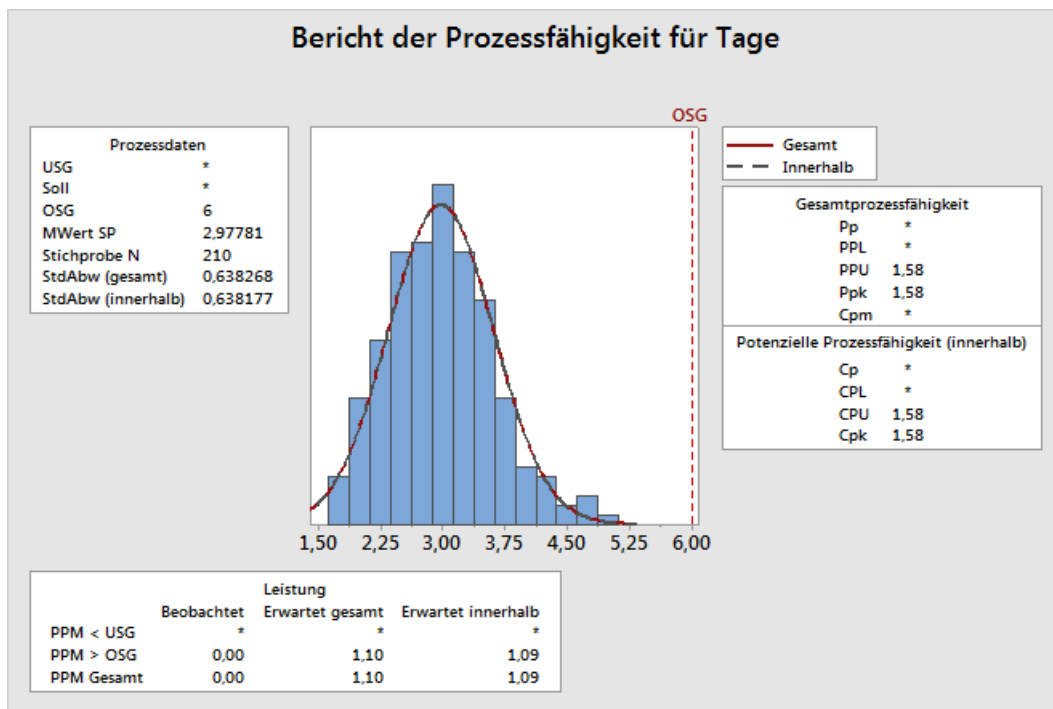 Bericht der Prozessfähigkeit für Tage
OSG
Prozessdaten
USG *
Soll *
OSG 6
MWert SP 2,97781
Stichprobe N 210
StdAbw (gesamt) 0,638268
StdAbw (innerhalb) 0,638177
Gesamt
Innerhalb
Gesamtprozessfähigkeit
Pp *
PPL *
PPU 1,58
Ppk 1,58
Cpm *
Potenzielle Prozessfähigkeit (innerhalb)
Cp *
CPL *
CPU 1,58
Cpk 1,58
1,50 2,25 3,00 3,75 4,50 5,25 6,00
Leistung
Beobachtet Erwartet gesamt Erwartet innerhalb
PPM < USG * * *
PPM > OSG 0,00 1,10 1,09
PPM Gesamt 0,00 1,10 1,09